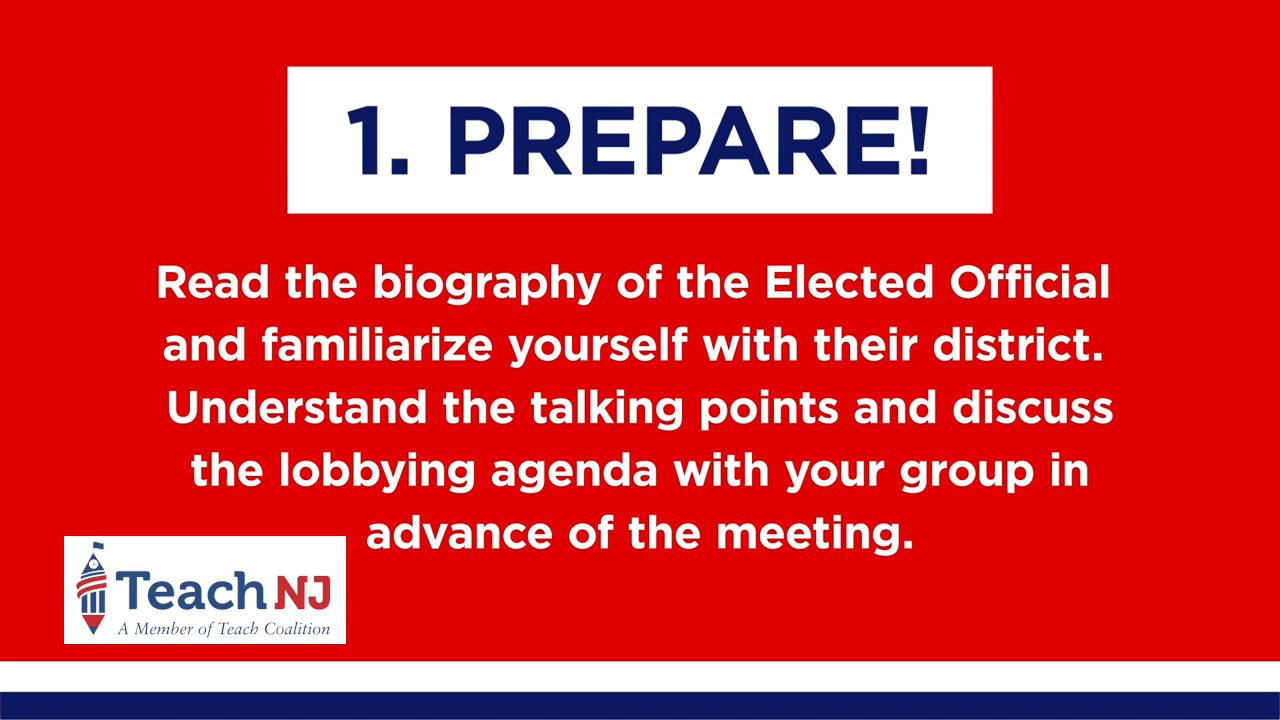 1. PREPARE!
Read the biography of the Elected Official
and familiarize yourself with their district.
Understand the talking points and discuss
the lobbying agenda with your group in
advance of the meeting.
Teach NJ
A Member of Teach Coalition